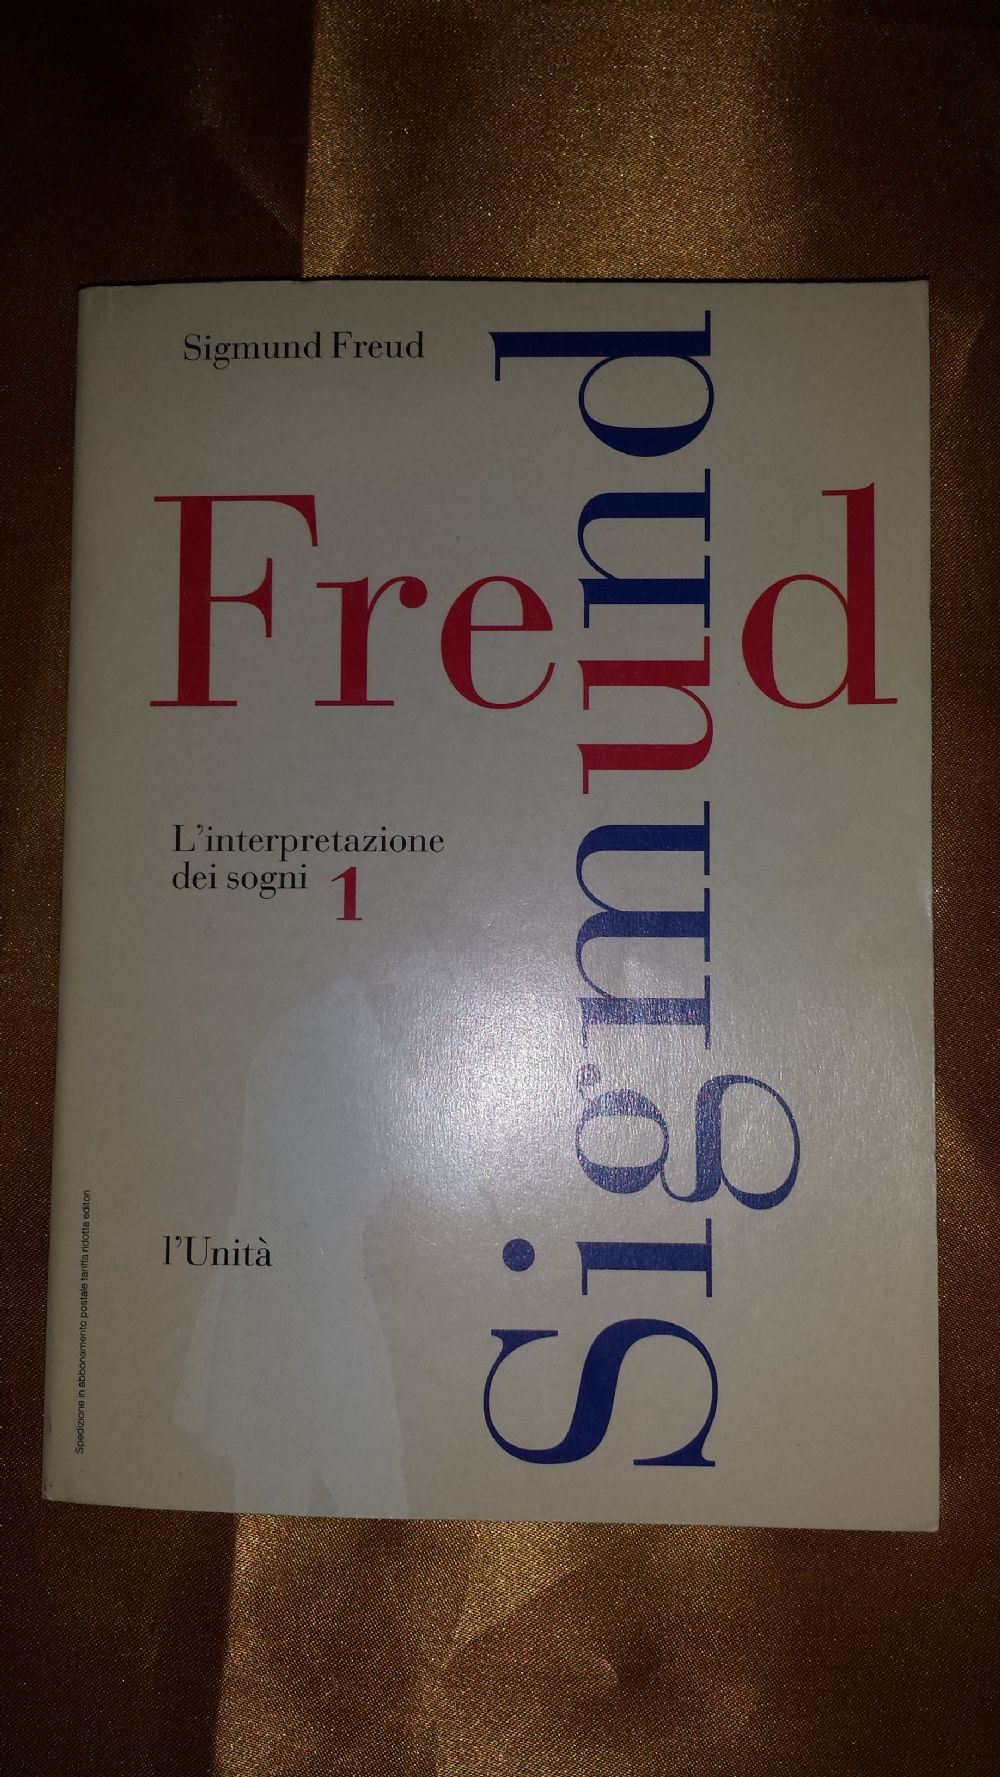 Sigmund Freud
Freud
Sigmund
L'interpretazione
dei sogni 1
l'Unità
Spedizione in abbonamento postale tariffa ridotta editori